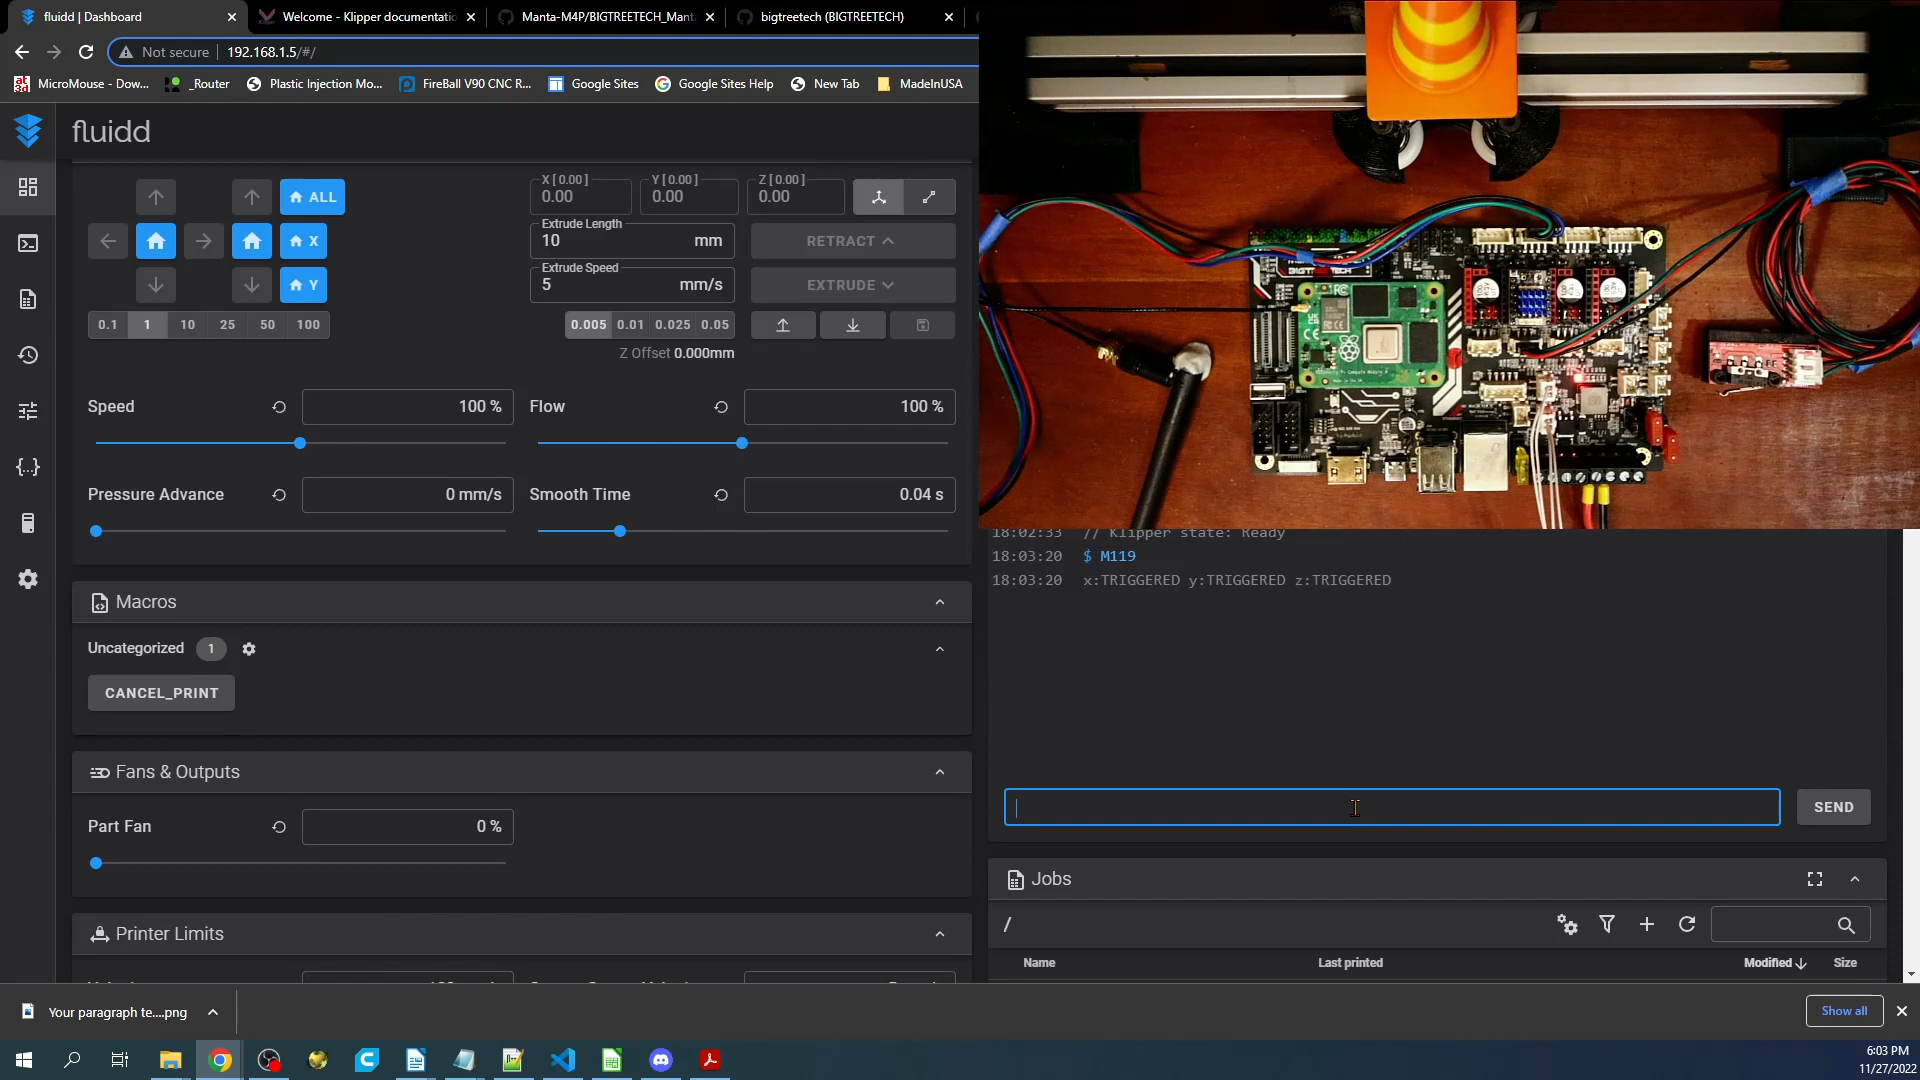 fluidd | Dashboard
Welcome - Klipper documentatio
Manta-M4P/BIGTREETECH_Mant
bigtreetech (BIGTREETECH)
Not secure
192.168.1.5/#/
MicroMouse - Dow...
_Router
Plastic Injection Mo...
FireBall V90 CNC R...
Google Sites
Google Sites Help
New Tab
MadeInUSA
fluidd
ALL
X [ 0.00 ]
0.00
Y [ 0.00 ]
0.00
Z [ 0.00 ]
0.00
X
Extrude Length
10
mm
RETRACT
Y
Extrude Speed
5
mm/s
EXTRUDE
0.1
1
10
25
50
100
0.005
0.01
0.025
0.05
Z Offset 0.000mm
Speed
100 %
Flow
100 %
Pressure Advance
0 mm/s
Smooth Time
0.04 s
Macros
Uncategorized
1
CANCEL_PRINT
Fans & Outputs
Part Fan
0 %
Printer Limits
BIGTREETECH
18:02:33 // Klipper state: Ready
18:03:20 $ M119
18:03:20 x:TRIGGERED y:TRIGGERED z:TRIGGERED
SEND
Jobs
/
Name
Last printed
Modified
Size
Your paragraph te....png
Show all
6:03 PM
11/27/2022